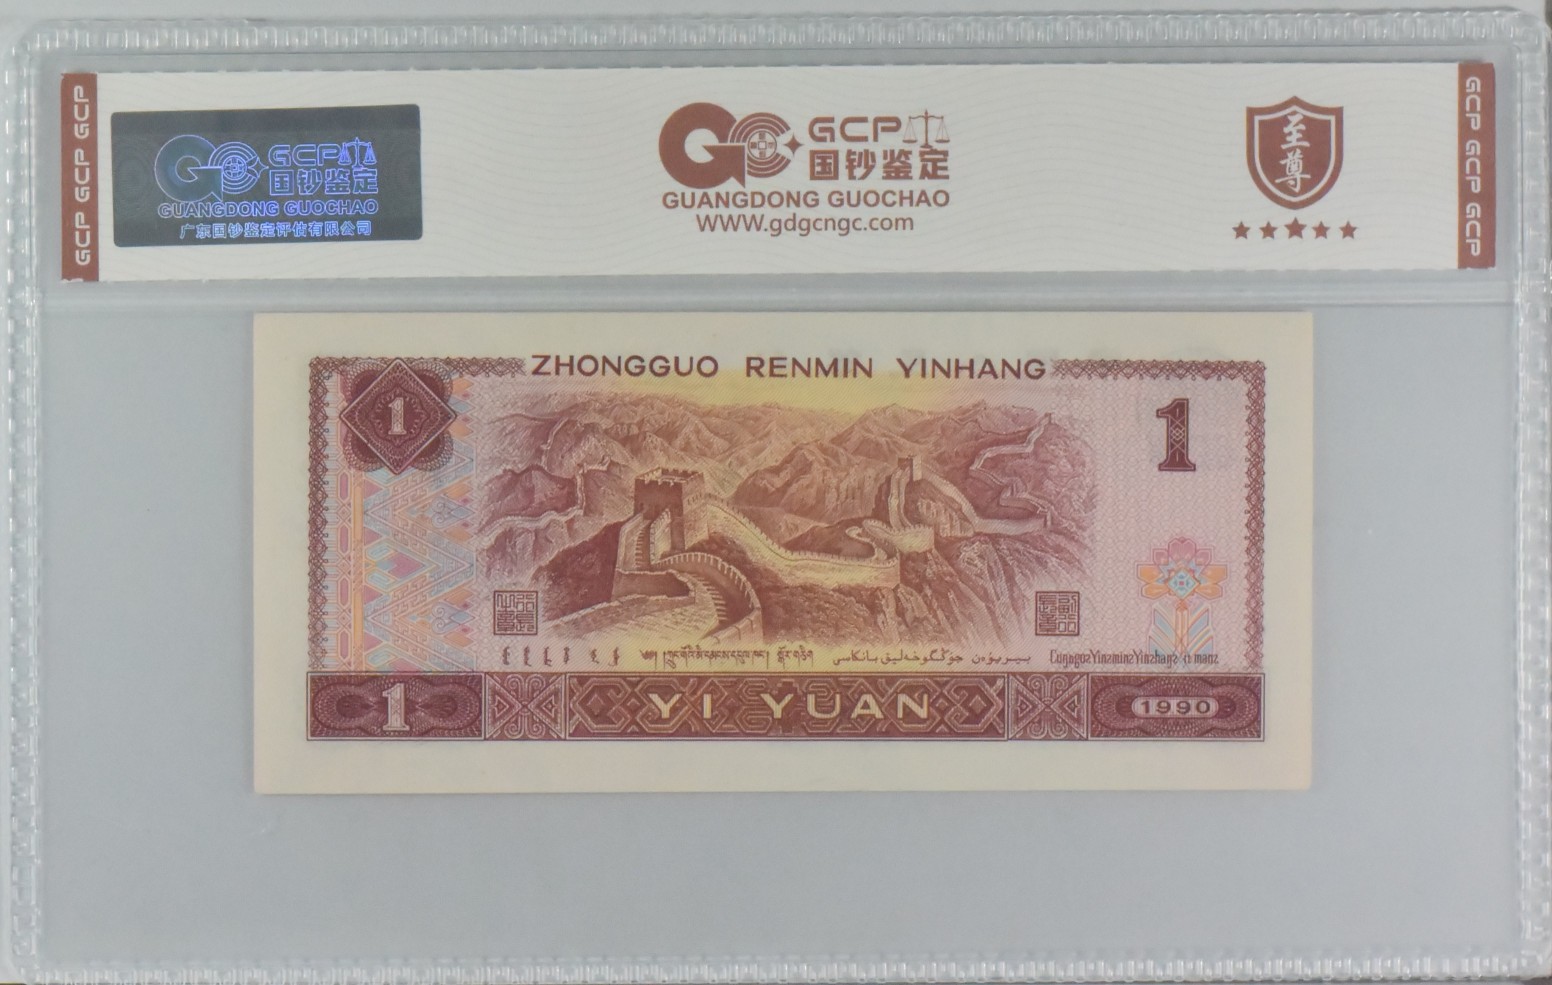 GCP GCP GCP
GCP
国钞鉴定
GUANGDONG GUOCHAO
广东国钞鉴定评估有限公司
GCP
国钞鉴定
GUANGDONG GUOCHAO
WWW.gdgcngc.com
至尊
GCP GCP GCP
ZHONGGUO RENMIN YINHANG
1
1
1
YI YUAN
1990